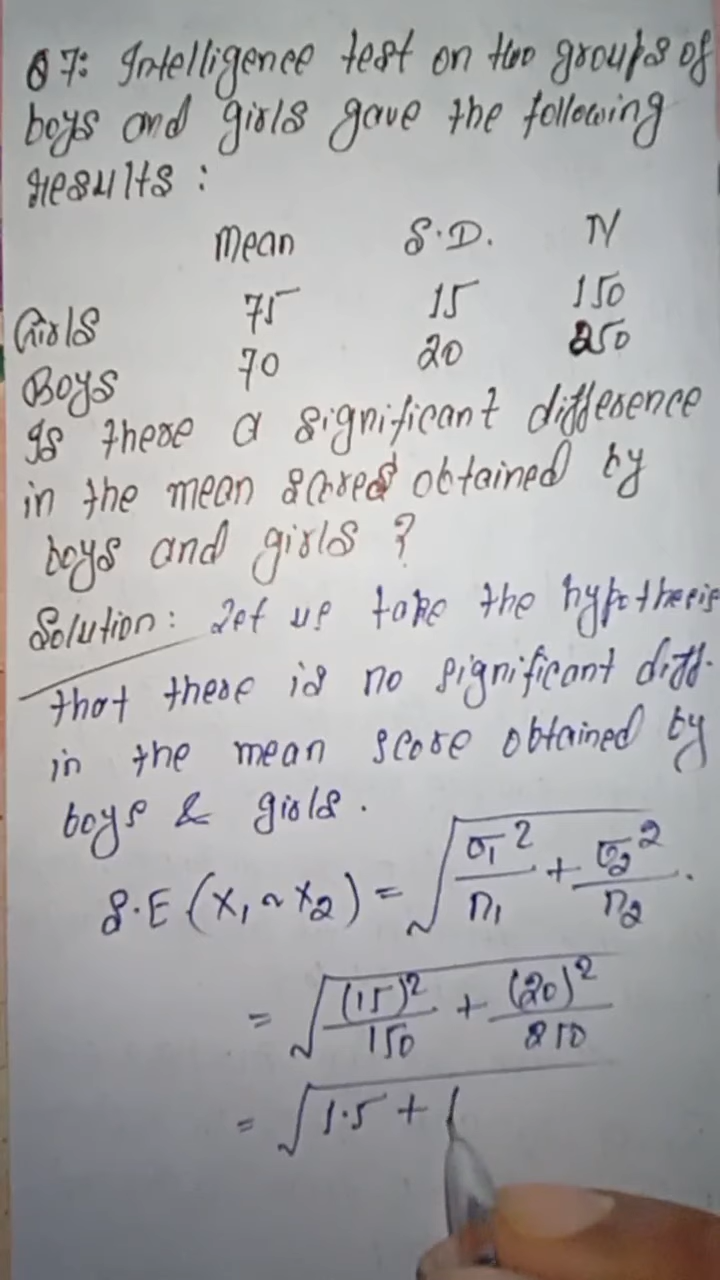 Q 7: Intelligence test on two groups of
boys and girls gave the following
results :
Mean S.D. N
Girls 75 15 150
Boys 70 20 250
Is there a significant difference
in the mean scores obtained by
boys and girls ?
Solution : Let us take the hypothesis
that there is no significant diff.
in the mean score obtained by
boys & girls .
S.E (X₁ ~ X₂) = √(σ₁²/n₁ + σ₂²/n₂) .
= √((15)²/150 + (20)²/250)
= √(1.5 + 1